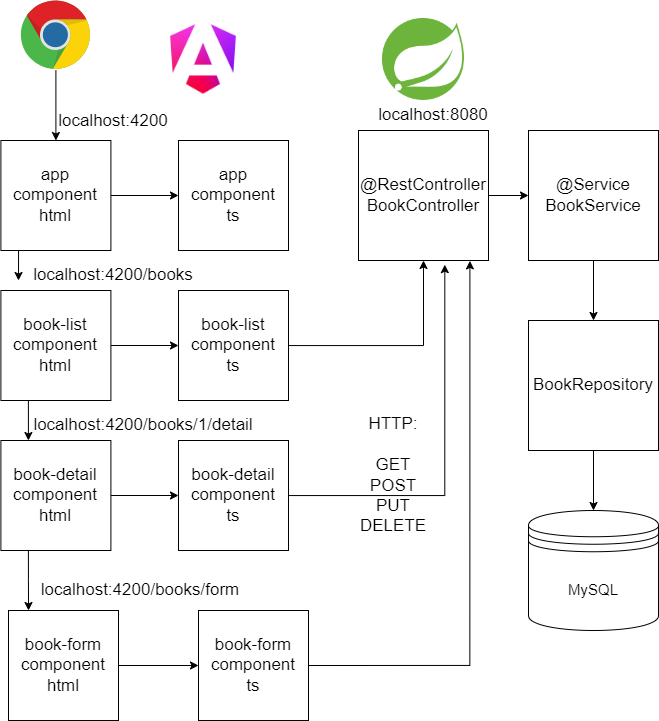 localhost:4200
localhost:8080
app
component
html
app
component
ts
@RestController
BookController
@Service
BookService
localhost:4200/books
book-list
component
html
book-list
component
ts
BookRepository
localhost:4200/books/1/detail
HTTP:
GET
POST
PUT
DELETE
book-detail
component
html
book-detail
component
ts
MySQL
localhost:4200/books/form
book-form
component
html
book-form
component
ts